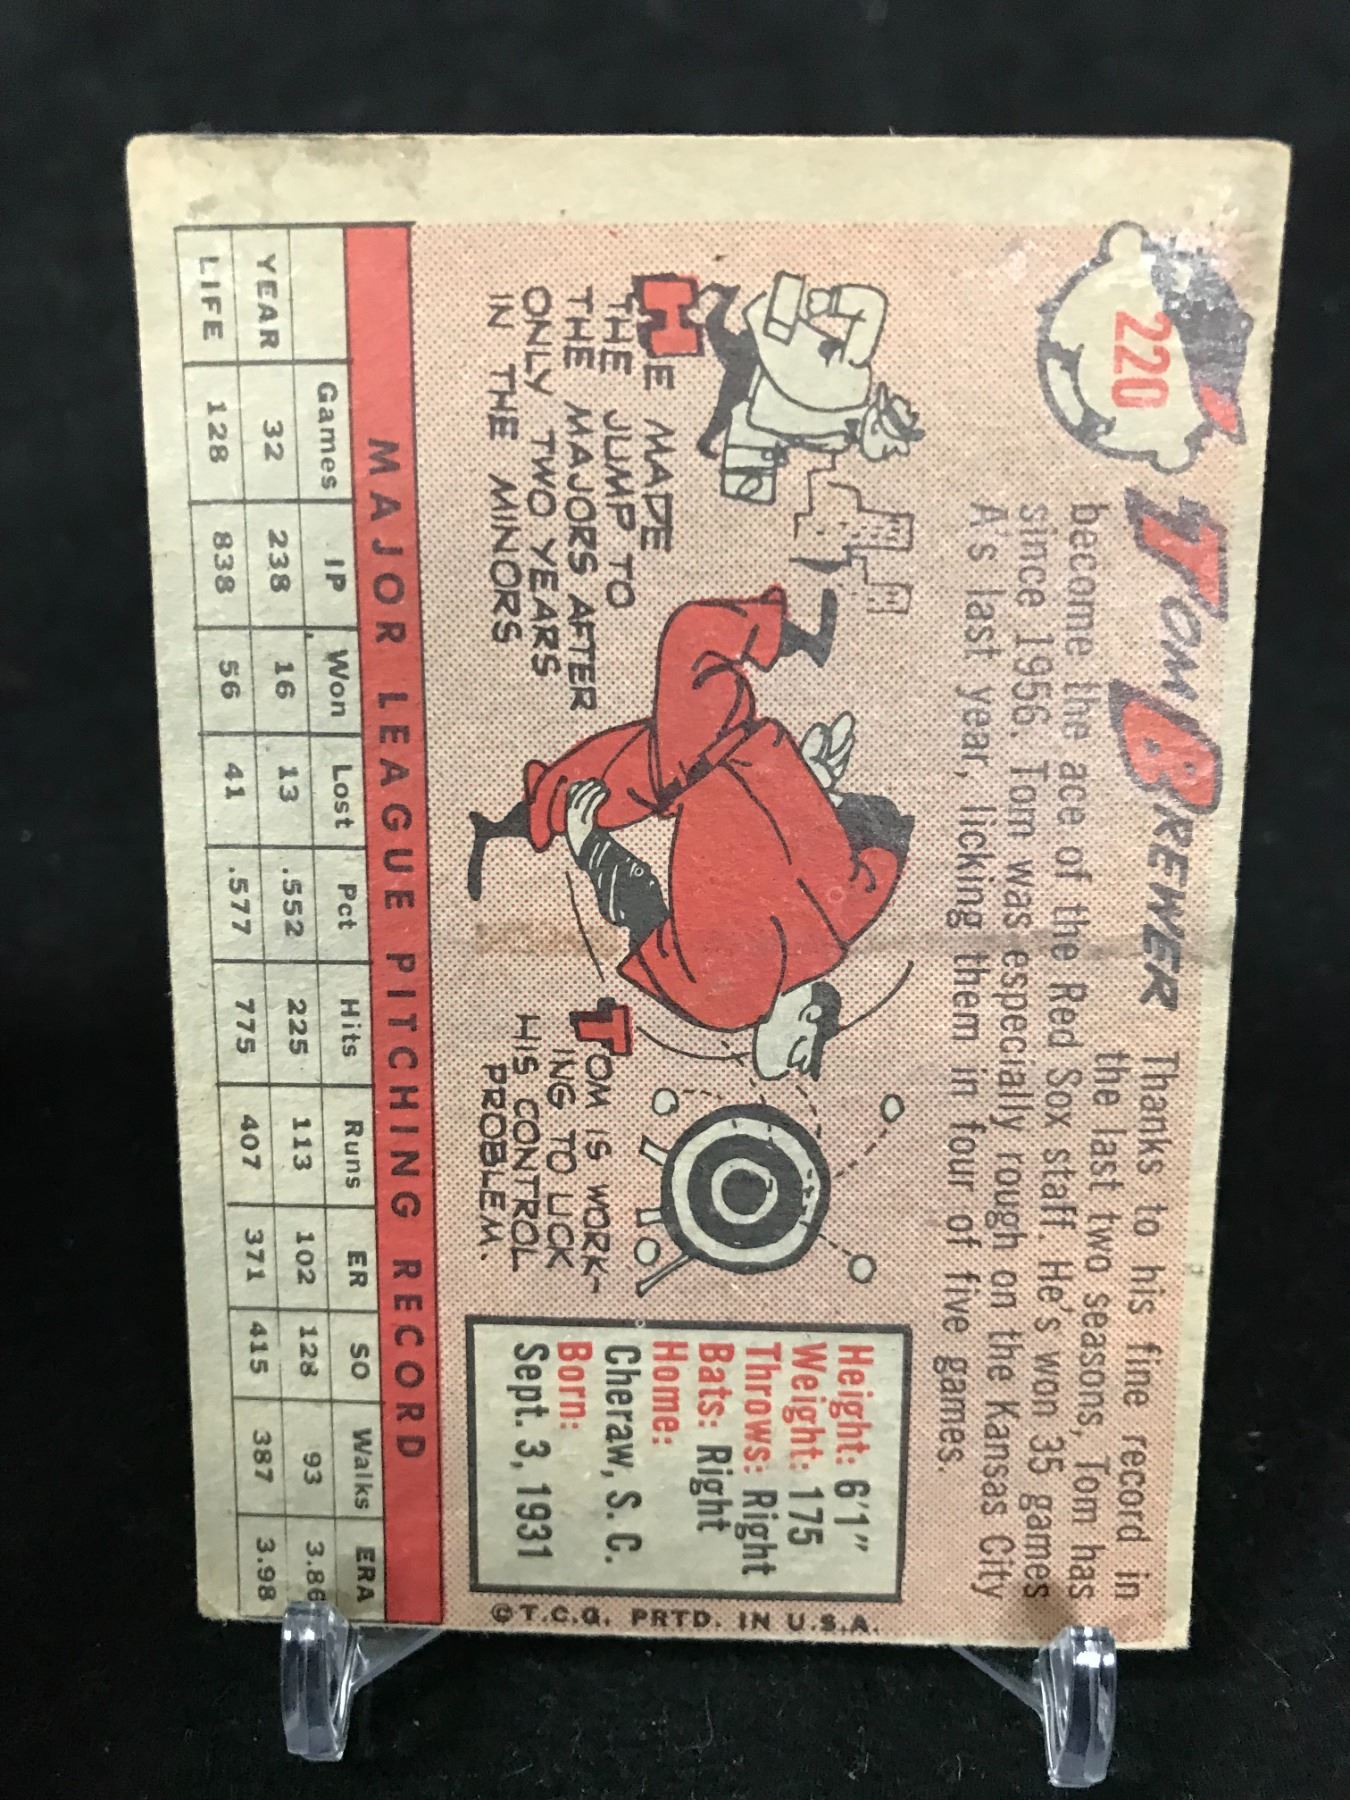 220
TOM BREWER
Thanks to his fine record in
the last two seasons, Tom has
become the ace of the Red Sox staff. He's won 35 games
since 1956. Tom was especially rough on the Kansas City
A's last year, licking them in four of five games.
HE MADE
THE JUMP TO
THE MAJORS AFTER
ONLY TWO YEARS
IN THE MINORS
TOM IS WORK-
ING TO LICK
HIS CONTROL
PROBLEM.
Height: 6'1"
Weight: 175
Throws: Right
Bats: Right
Home:
Cheraw, S. C.
Born:
Sept. 3, 1931
©T.C.G. PRTD. IN U.S.A.
MAJOR LEAGUE PITCHING RECORD
Games IP Won Lost Pct Hits Runs ER SO Walks ERA
YEAR 32 238 16 13 .552 225 113 102 128 93 3.86
LIFE 128 838 56 41 .577 775 407 371 415 387 3.98